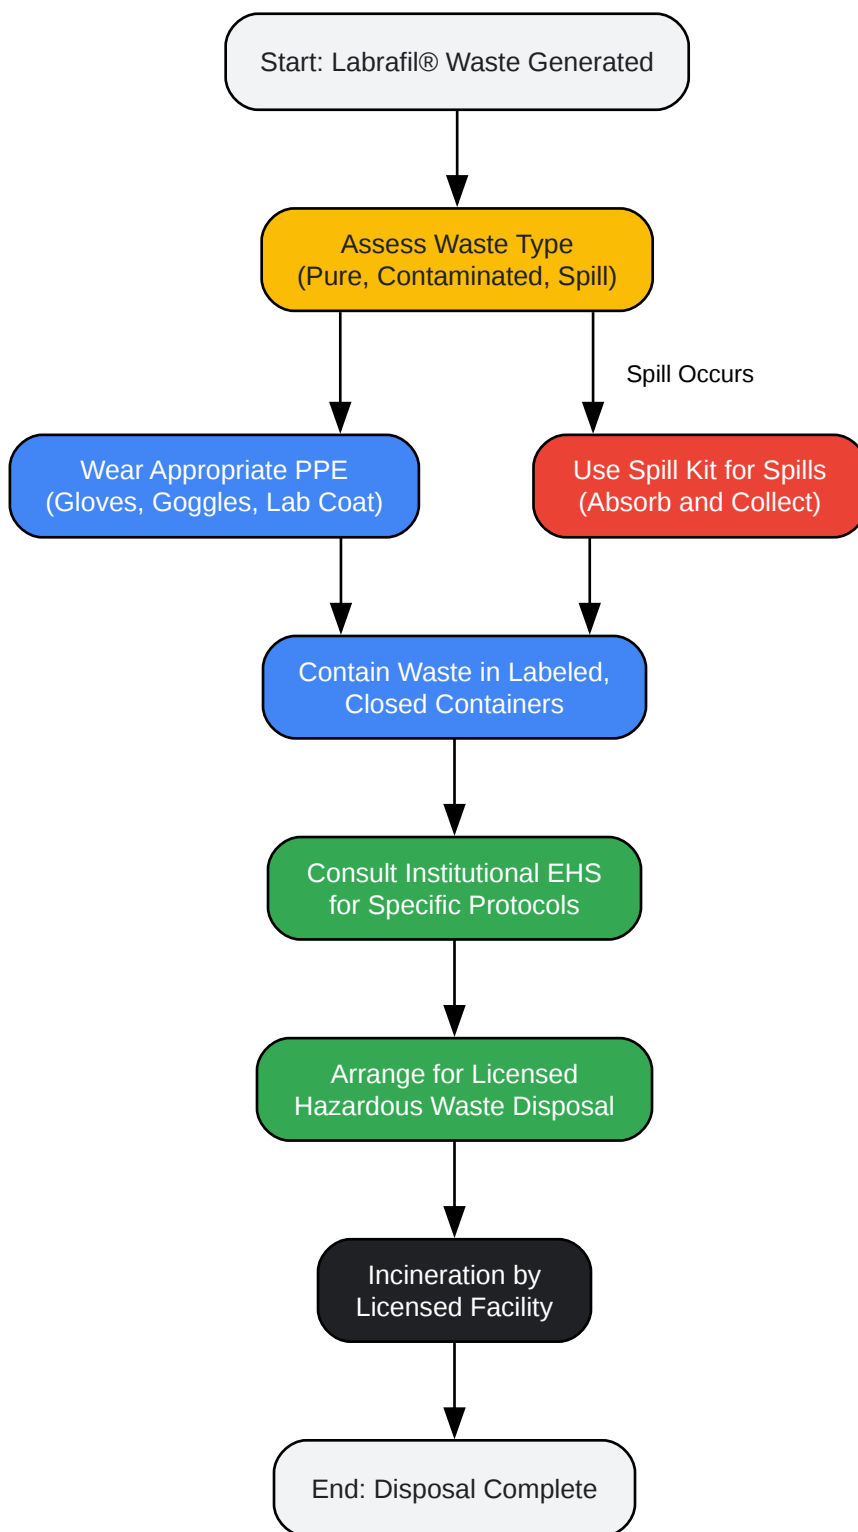 Start: Labrafil® Waste Generated
Assess Waste Type
(Pure, Contaminated, Spill)
Spill Occurs
Wear Appropriate PPE
(Gloves, Goggles, Lab Coat)
Use Spill Kit for Spills
(Absorb and Collect)
Contain Waste in Labeled,
Closed Containers
Consult Institutional EHS
for Specific Protocols
Arrange for Licensed
Hazardous Waste Disposal
Incineration by
Licensed Facility
End: Disposal Complete